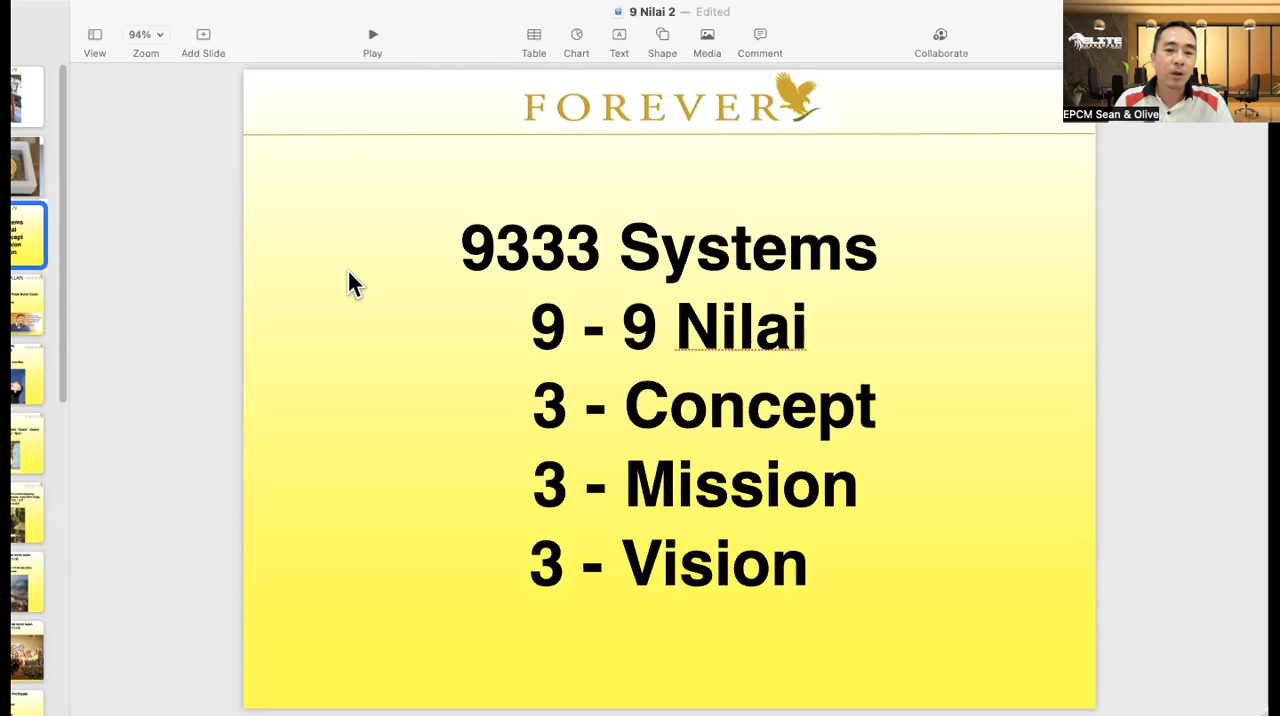 9 Nilai 2 — Edited
94%
View
Zoom
Add Slide
Play
Table
Chart
Text
Shape
Media
Comment
Collaborate
ELITE
EPCM Sean & Olive
FOREVER
9333 Systems
9 - 9 Nilai
3 - Concept
3 - Mission
3 - Vision